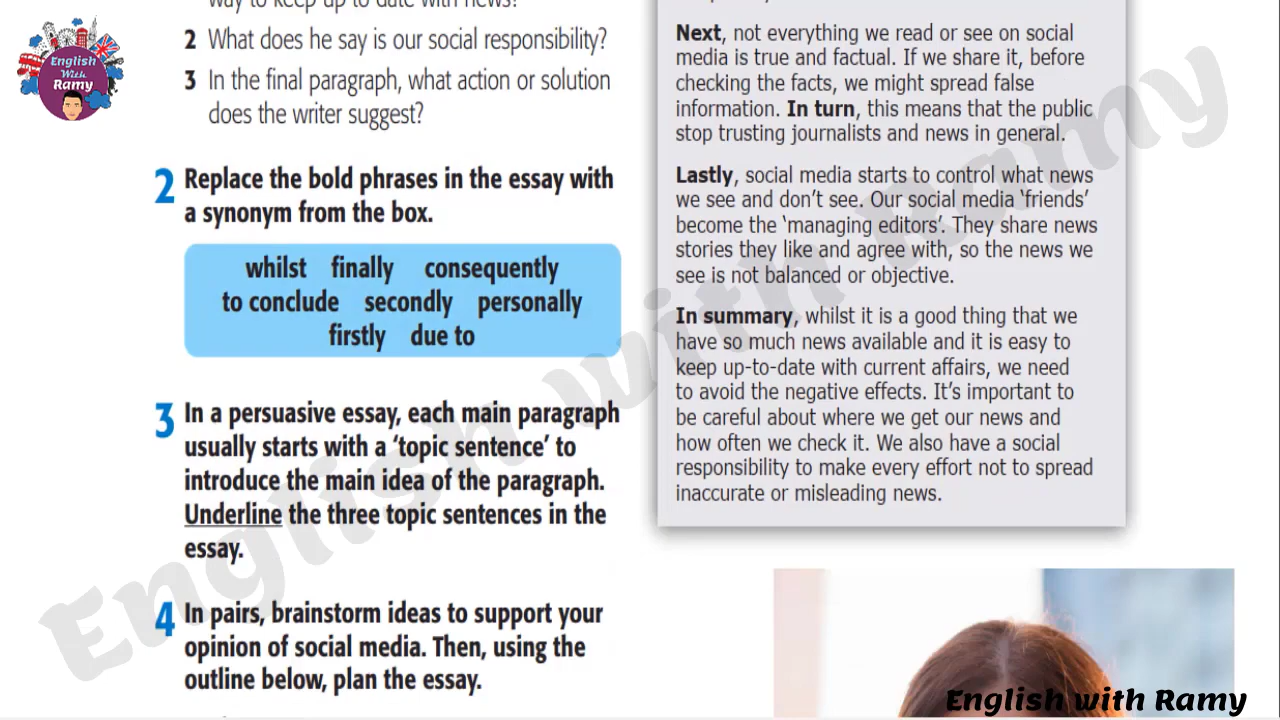 English
With
Ramy
way to keep up to date with news?
2 What does he say is our social responsibility?
3 In the final paragraph, what action or solution
does the writer suggest?
2 Replace the bold phrases in the essay with
a synonym from the box.
whilst finally consequently
to conclude secondly personally
firstly due to
3 In a persuasive essay, each main paragraph
usually starts with a ‘topic sentence’ to
introduce the main idea of the paragraph.
Underline the three topic sentences in the
essay.
4 In pairs, brainstorm ideas to support your
opinion of social media. Then, using the
outline below, plan the essay.
Next, not everything we read or see on social
media is true and factual. If we share it, before
checking the facts, we might spread false
information. In turn, this means that the public
stop trusting journalists and news in general.
Lastly, social media starts to control what news
we see and don’t see. Our social media ‘friends’
become the ‘managing editors’. They share news
stories they like and agree with, so the news we
see is not balanced or objective.
In summary, whilst it is a good thing that we
have so much news available and it is easy to
keep up-to-date with current affairs, we need
to avoid the negative effects. It’s important to
be careful about where we get our news and
how often we check it. We also have a social
responsibility to make every effort not to spread
inaccurate or misleading news.
English with Ramy
English with Ramy